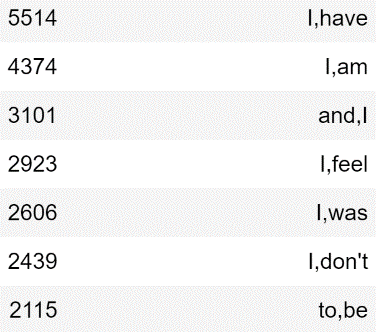 5514 I,have
4374 I,am
3101 and,I
2923 I,feel
2606 I,was
2439 I,don't
2115 to,be